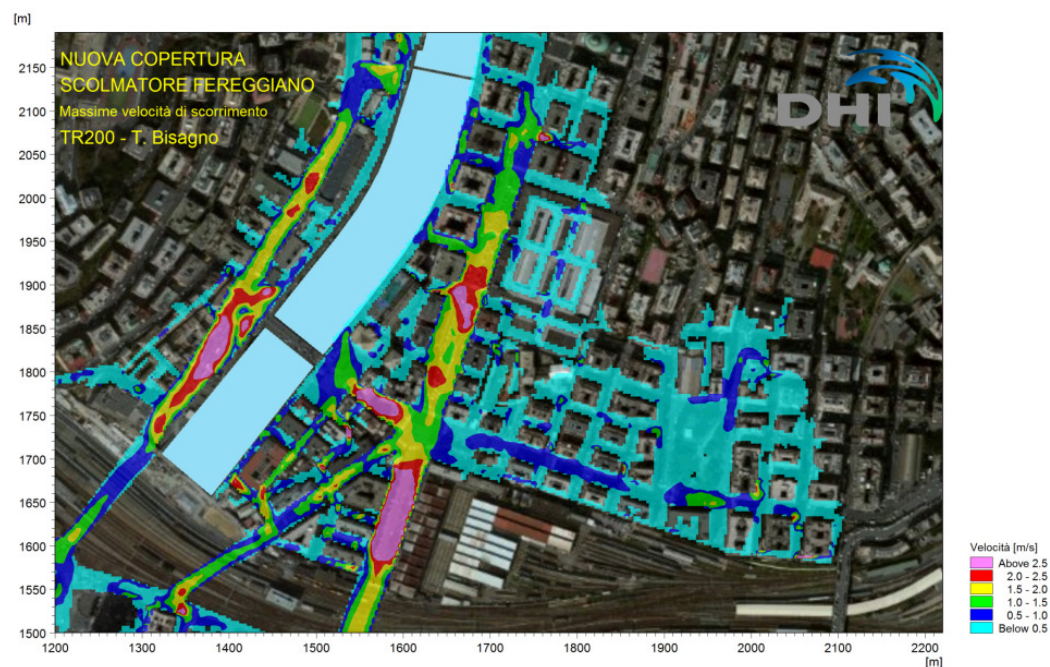 [m]
NUOVA COPERTURA
SCOLMATORE FEREGGIANO
Massime velocità di scorrimento
TR200 - T. Bisagno
DHI
2150
2100
2050
2000
1950
1900
1850
1800
1750
1700
1650
1600
1550
1500
1200 1300 1400 1500 1600 1700 1800 1900 2000 2100 2200
[m]
Velocità [m/s]
Above 2.5
2.0 - 2.5
1.5 - 2.0
1.0 - 1.5
0.5 - 1.0
Below 0.5